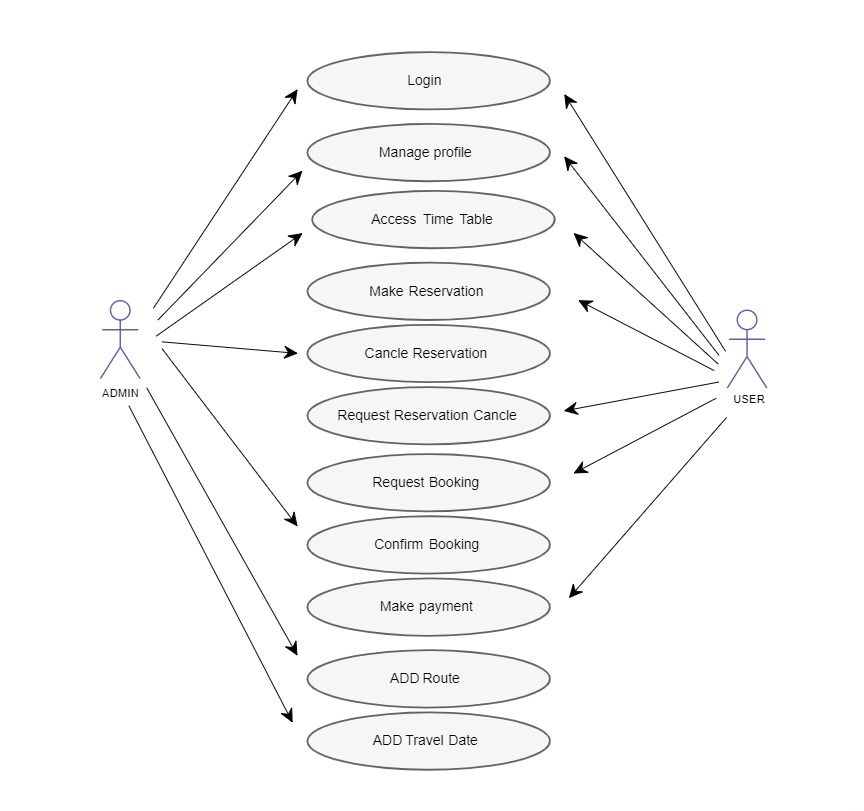 Login
Manage profile
Access Time Table
Make Reservation
Cancle Reservation
ADMIN
USER
Request Reservation Cancle
Request Booking
Confirm Booking
Make payment
ADD Route
ADD Travel Date